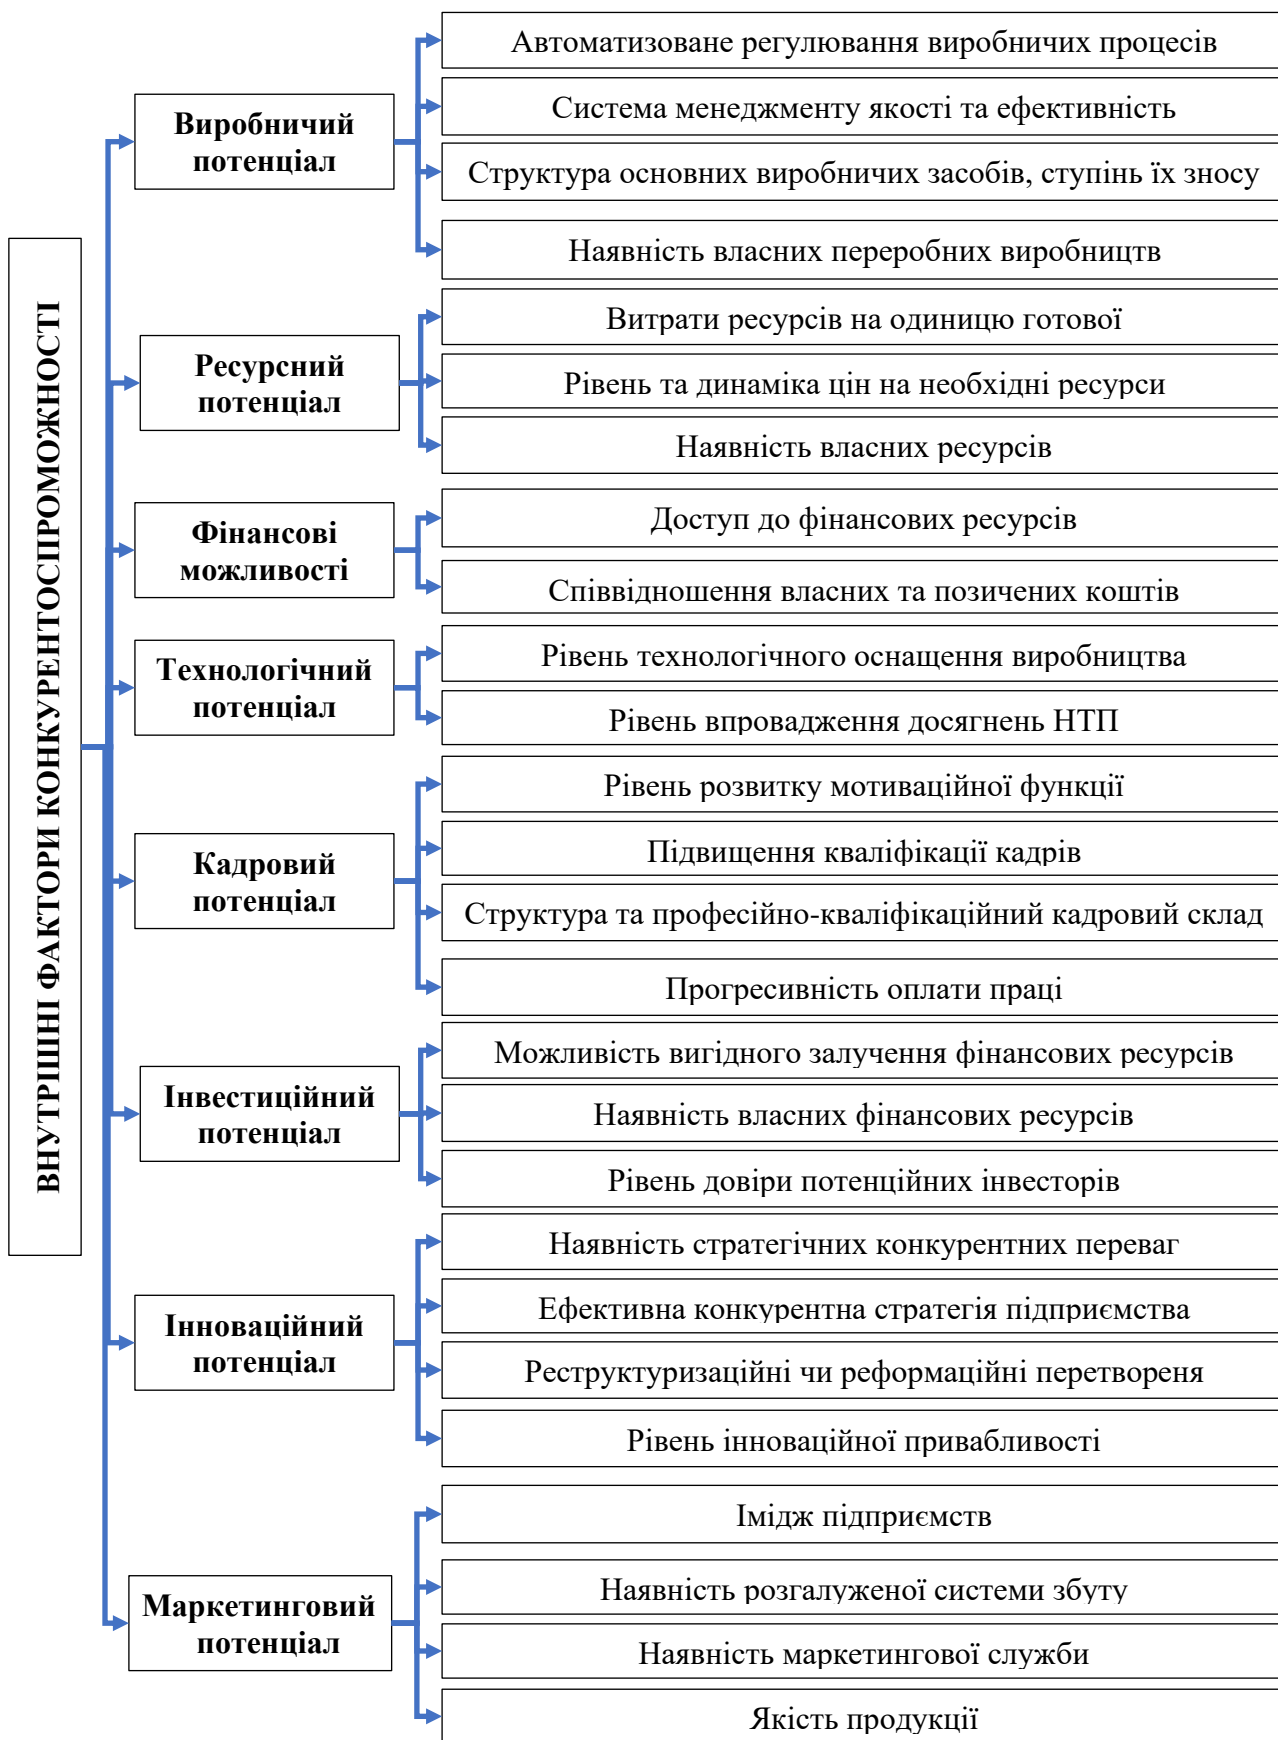 ВНУТРІШНІ ФАКТОРИ КОНКУРЕНТОСПРОМОЖНОСТІ
Виробничий
потенціал
Автоматизоване регулювання виробничих процесів
Система менеджменту якості та ефективність
Структура основних виробничих засобів, ступінь їх зносу
Наявність власних переробних виробництв
Ресурсний
потенціал
Витрати ресурсів на одиницю готової
Рівень та динаміка цін на необхідні ресурси
Наявність власних ресурсів
Фінансові
можливості
Доступ до фінансових ресурсів
Співвідношення власних та позичених коштів
Технологічний
потенціал
Рівень технологічного оснащення виробництва
Рівень впровадження досягнень НТП
Кадровий
потенціал
Рівень розвитку мотиваційної функції
Підвищення кваліфікації кадрів
Структура та професійно-кваліфікаційний кадровий склад
Прогресивність оплати праці
Інвестиційний
потенціал
Можливість вигідного залучення фінансових ресурсів
Наявність власних фінансових ресурсів
Рівень довіри потенційних інвесторів
Інноваційний
потенціал
Наявність стратегічних конкурентних переваг
Ефективна конкурентна стратегія підприємства
Реструктуризаційні чи реформаційні перетвореня
Рівень інноваційної привабливості
Маркетинговий
потенціал
Імідж підприємств
Наявність розгалуженої системи збуту
Наявність маркетингової служби
Якість продукції